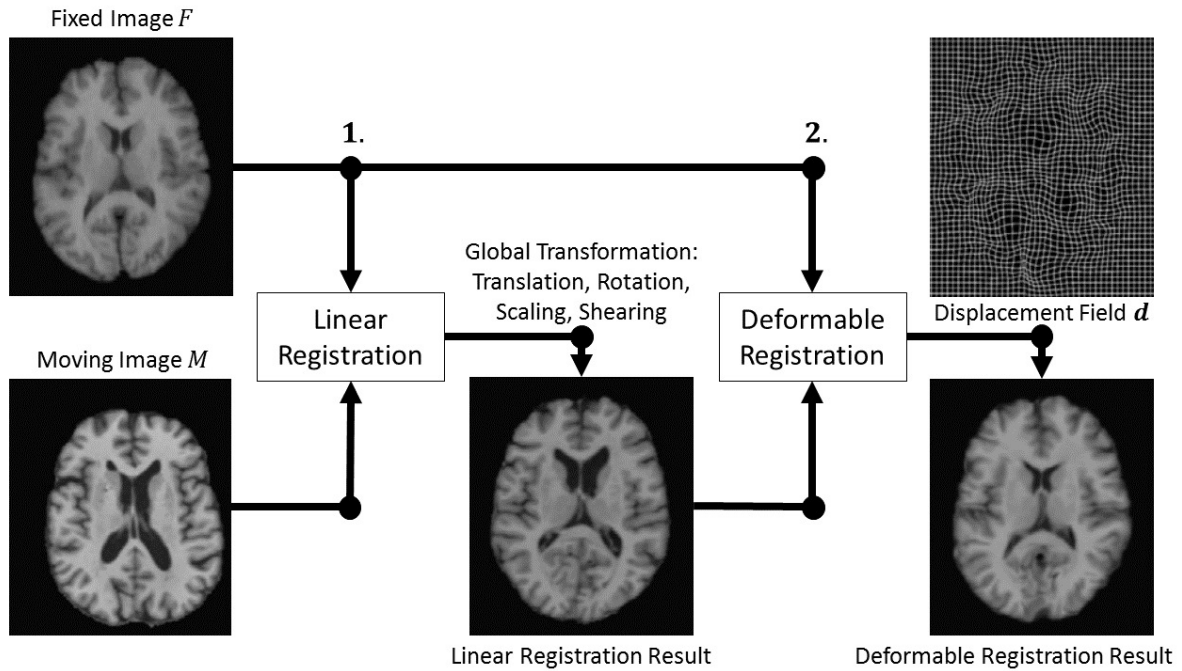 Fixed Image F
1.
2.
Global Transformation:
Translation, Rotation,
Scaling, Shearing
Linear
Registration
Deformable
Registration
Displacement Field d
Moving Image M
Linear Registration Result
Deformable Registration Result